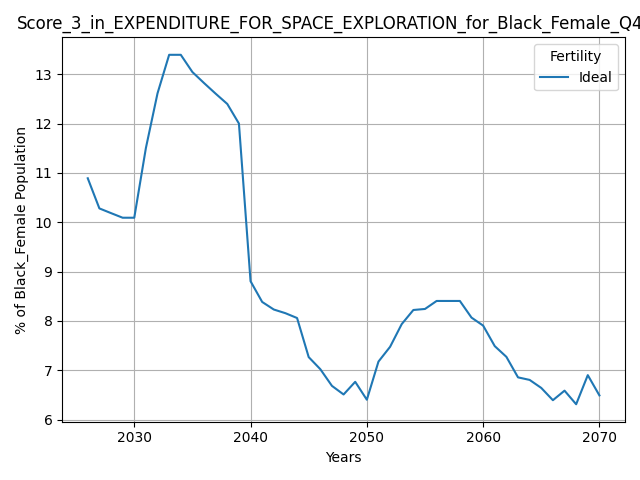 Score_3_in_EXPENDITURE_FOR_SPACE_EXPLORATION_for_Black_Female_Q4
Fertility
Ideal
% of Black_Female Population
13
12
11
10
9
8
7
6
2030 2040 2050 2060 2070
Years